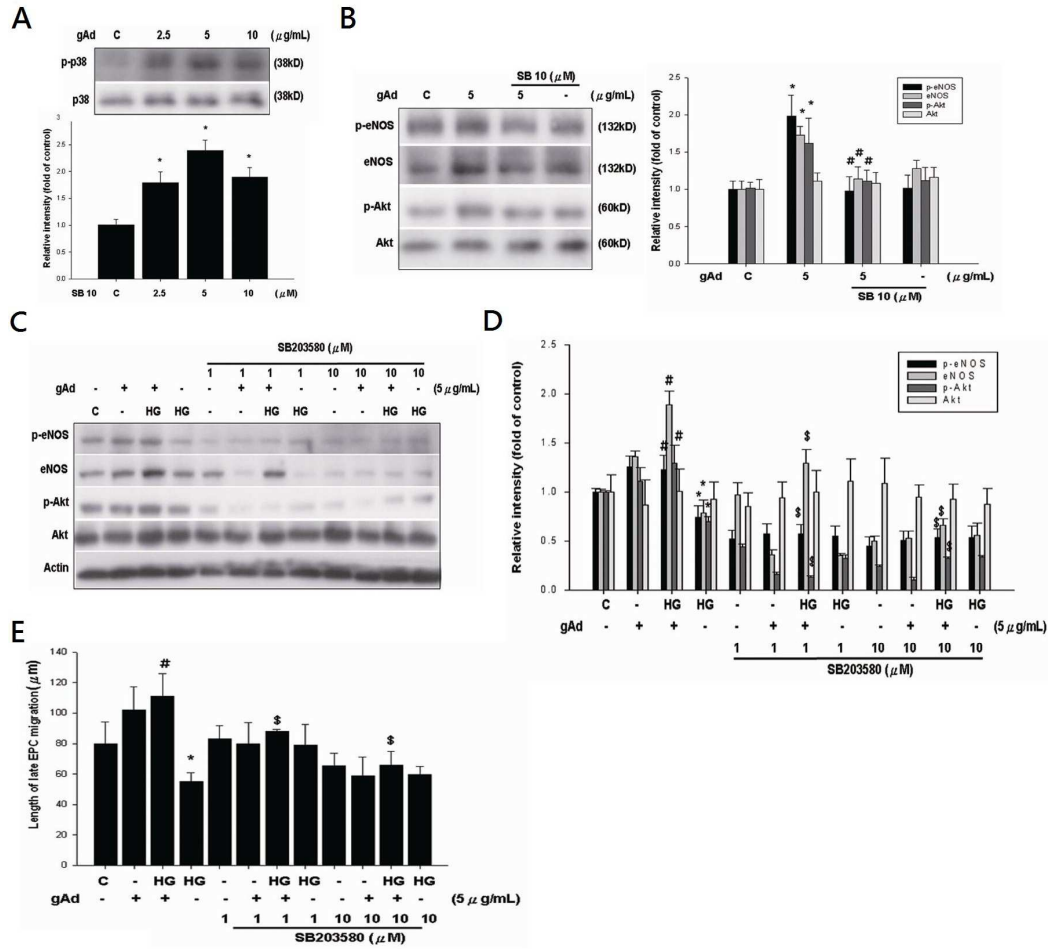 A
gAd C 2.5 5 10 (μg/mL)
p-p38 (38kD)
p38 (38kD)
Relative intensity (fold of control)
3
2.5
2.0
1.5
1.0
0.5
0.0
* * *
SB 10 C 2.5 5 10 (μM)
B
SB 10 (μM)
gAd C 5 5 - (μg/mL)
p-eNOS (132kD)
eNOS (132kD)
p-Akt (60kD)
Akt (60kD)
Relative intensity (fold of control)
2.5
2.0
1.5
1.0
0.5
0.0
p-eNOS
eNOS
p-Akt
Akt
* * *
# # #
gAd C 5 5 - (μg/mL)
SB 10 (μM)
C
SB203580 (μM)
1 1 1 1 10 10 10 10
gAd - + + - - + + - - + + - (5μg/mL)
C - HG HG - - HG HG - - HG HG
p-eNOS
eNOS
p-Akt
Akt
Actin
D
Relative intensity (fold of control)
2.5
2.0
1.5
1.0
0.5
0.0
p-eNOS
eNOS
p-Akt
Akt
# # #
* * *
$ $ $
$ $ $
C - HG HG - - HG HG - - HG HG
gAd - + + - - + + - - + + - (5μg/mL)
1 1 1 1 10 10 10 10
SB203580 (μM)
E
Length of late EPC migration(μm)
140
120
100
80
60
40
20
0
# * $ $
C - HG HG - - HG HG - - HG HG
gAd - + + - - + + - - + + - (5μg/mL)
1 1 1 1 10 10 10 10
SB203580 (μM)